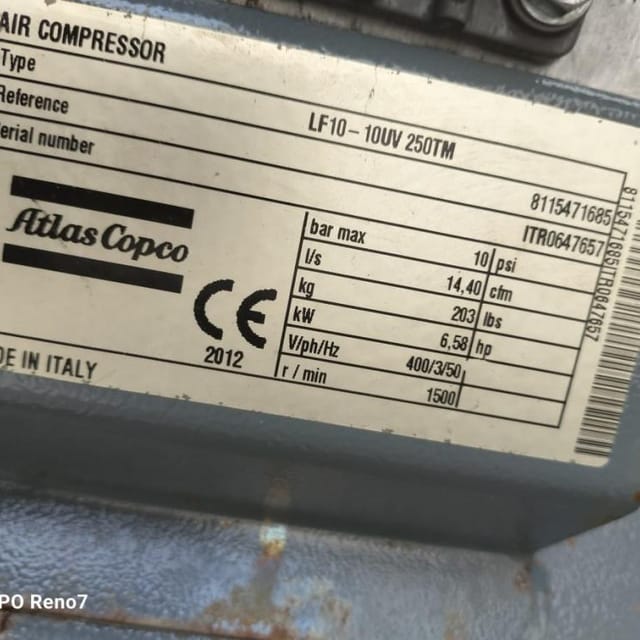 AIR COMPRESSOR
Type LF10-10UV 250TM
Reference 8115471685
erial number ITR0647657
Atlas Copco
CE
2012
DE IN ITALY
bar max 10 psi
l/s 14,40 cfm
kg 203 lbs
kW 6,58 hp
V/ph/Hz 400/3/50
r / min 1500
8115471685ITR0647657
PO Reno7